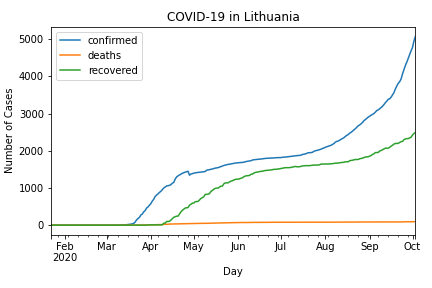 COVID-19 in Lithuania
confirmed
deaths
recovered
Number of Cases
5000
4000
3000
2000
1000
0
Feb Mar Apr May Jun Jul Aug Sep Oct
2020
Day